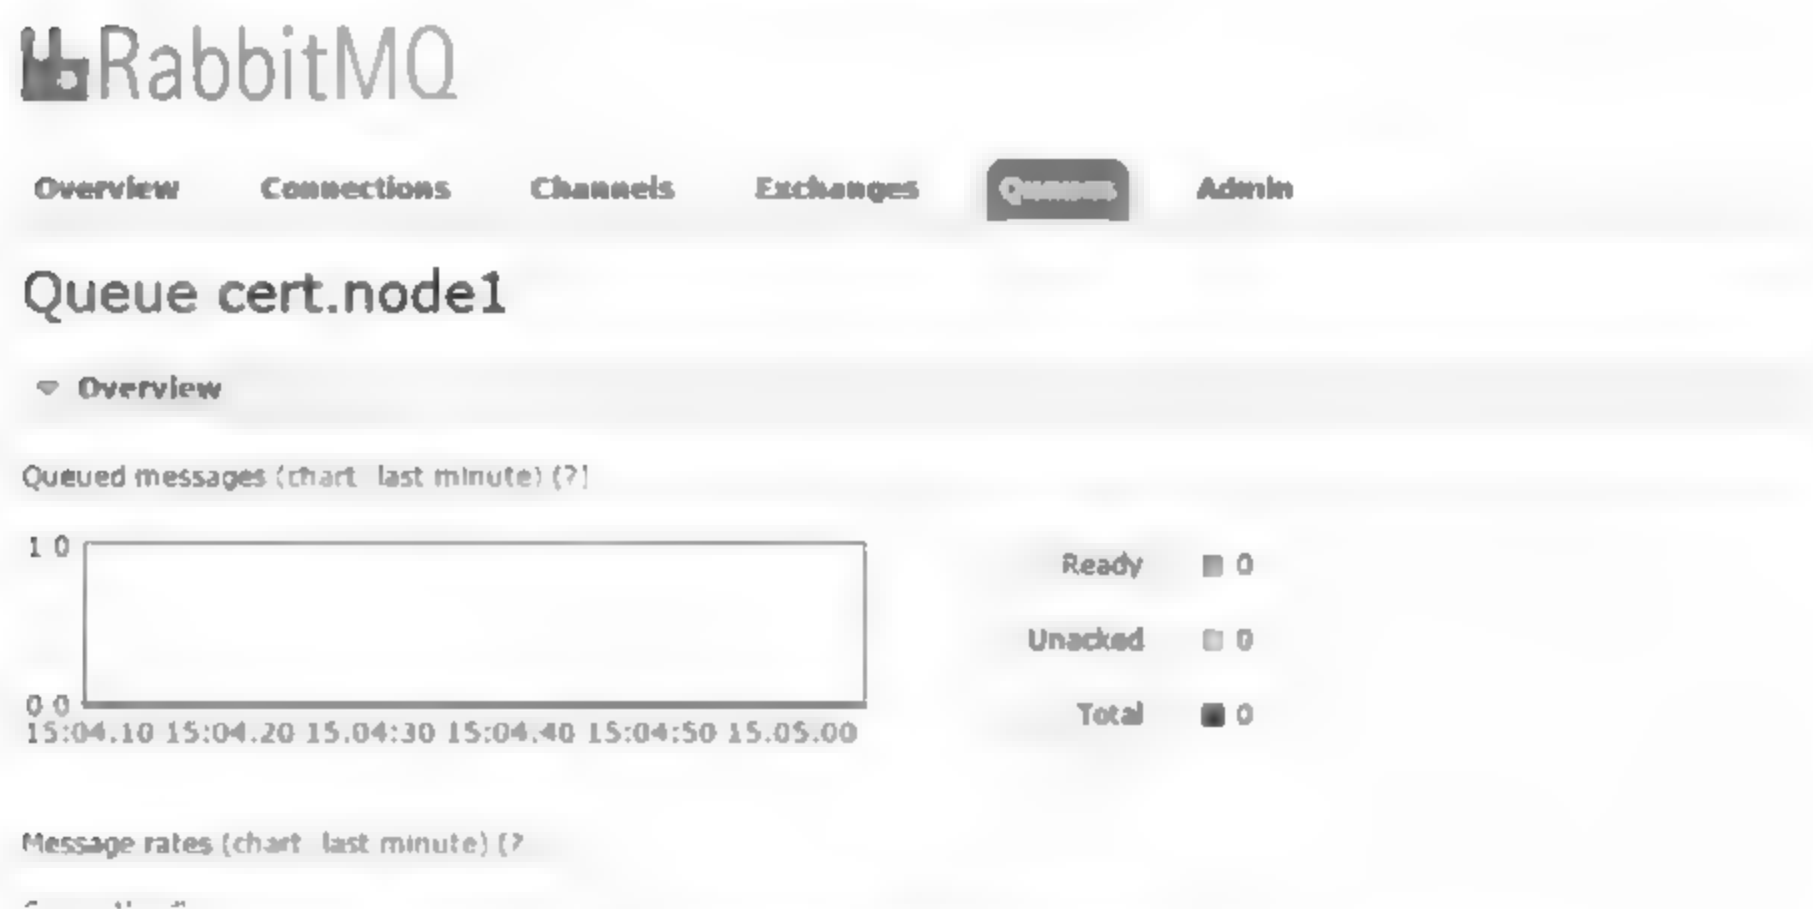 RabbitMQ
Overview Connections Channels Exchanges Queues Admin
Queue cert.node1
Overview
Queued messages (chart last minute) (?)
1.0
Ready 0
Unacked 0
0.0
Total 0
15:04:10 15:04:20 15:04:30 15:04:40 15:04:50 15:05:00
Message rates (chart last minute) (?